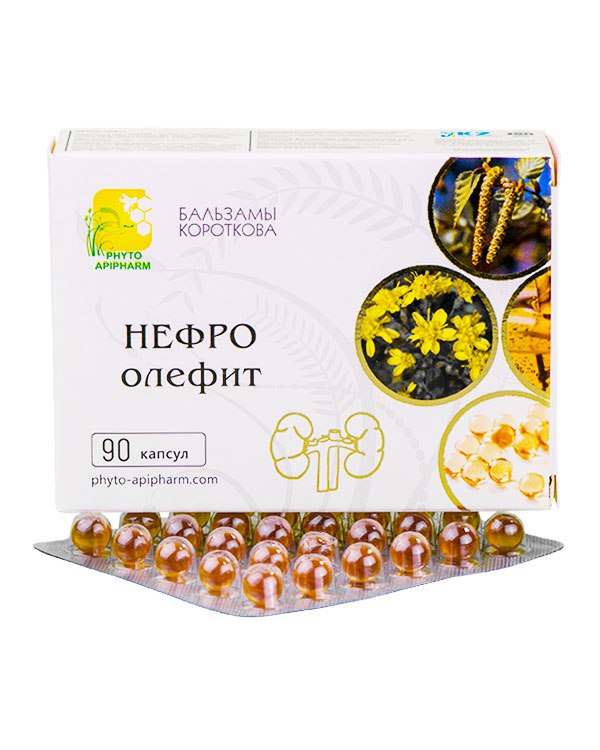 PHYTO
APIPHARM
БАЛЬЗАМЫ
КОРОТКОВА
НЕФРО
олефит
90 капсул
phyto-apipharm.com